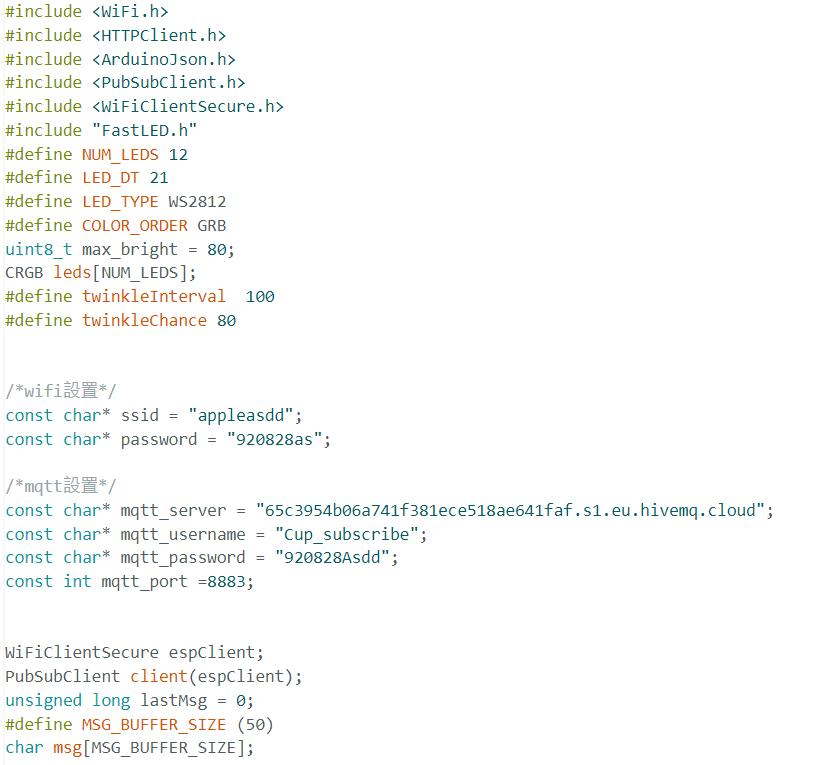 #include <WiFi.h>
#include <HTTPClient.h>
#include <ArduinoJson.h>
#include <PubSubClient.h>
#include <WiFiClientSecure.h>
#include "FastLED.h"
#define NUM_LEDS 12
#define LED_DT 21
#define LED_TYPE WS2812
#define COLOR_ORDER GRB
uint8_t max_bright = 80;
CRGB leds[NUM_LEDS];
#define twinkleInterval  100
#define twinkleChance 80
/*wifi設置*/
const char* ssid = "appleasdd";
const char* password = "920828as";
/*mqtt設置*/
const char* mqtt_server = "65c3954b06a741f381ece518ae641faf.s1.eu.hivemq.cloud";
const char* mqtt_username = "Cup_subscribe";
const char* mqtt_password = "920828Asdd";
const int mqtt_port =8883;
WiFiClientSecure espClient;
PubSubClient client(espClient);
unsigned long lastMsg = 0;
#define MSG_BUFFER_SIZE (50)
char msg[MSG_BUFFER_SIZE];